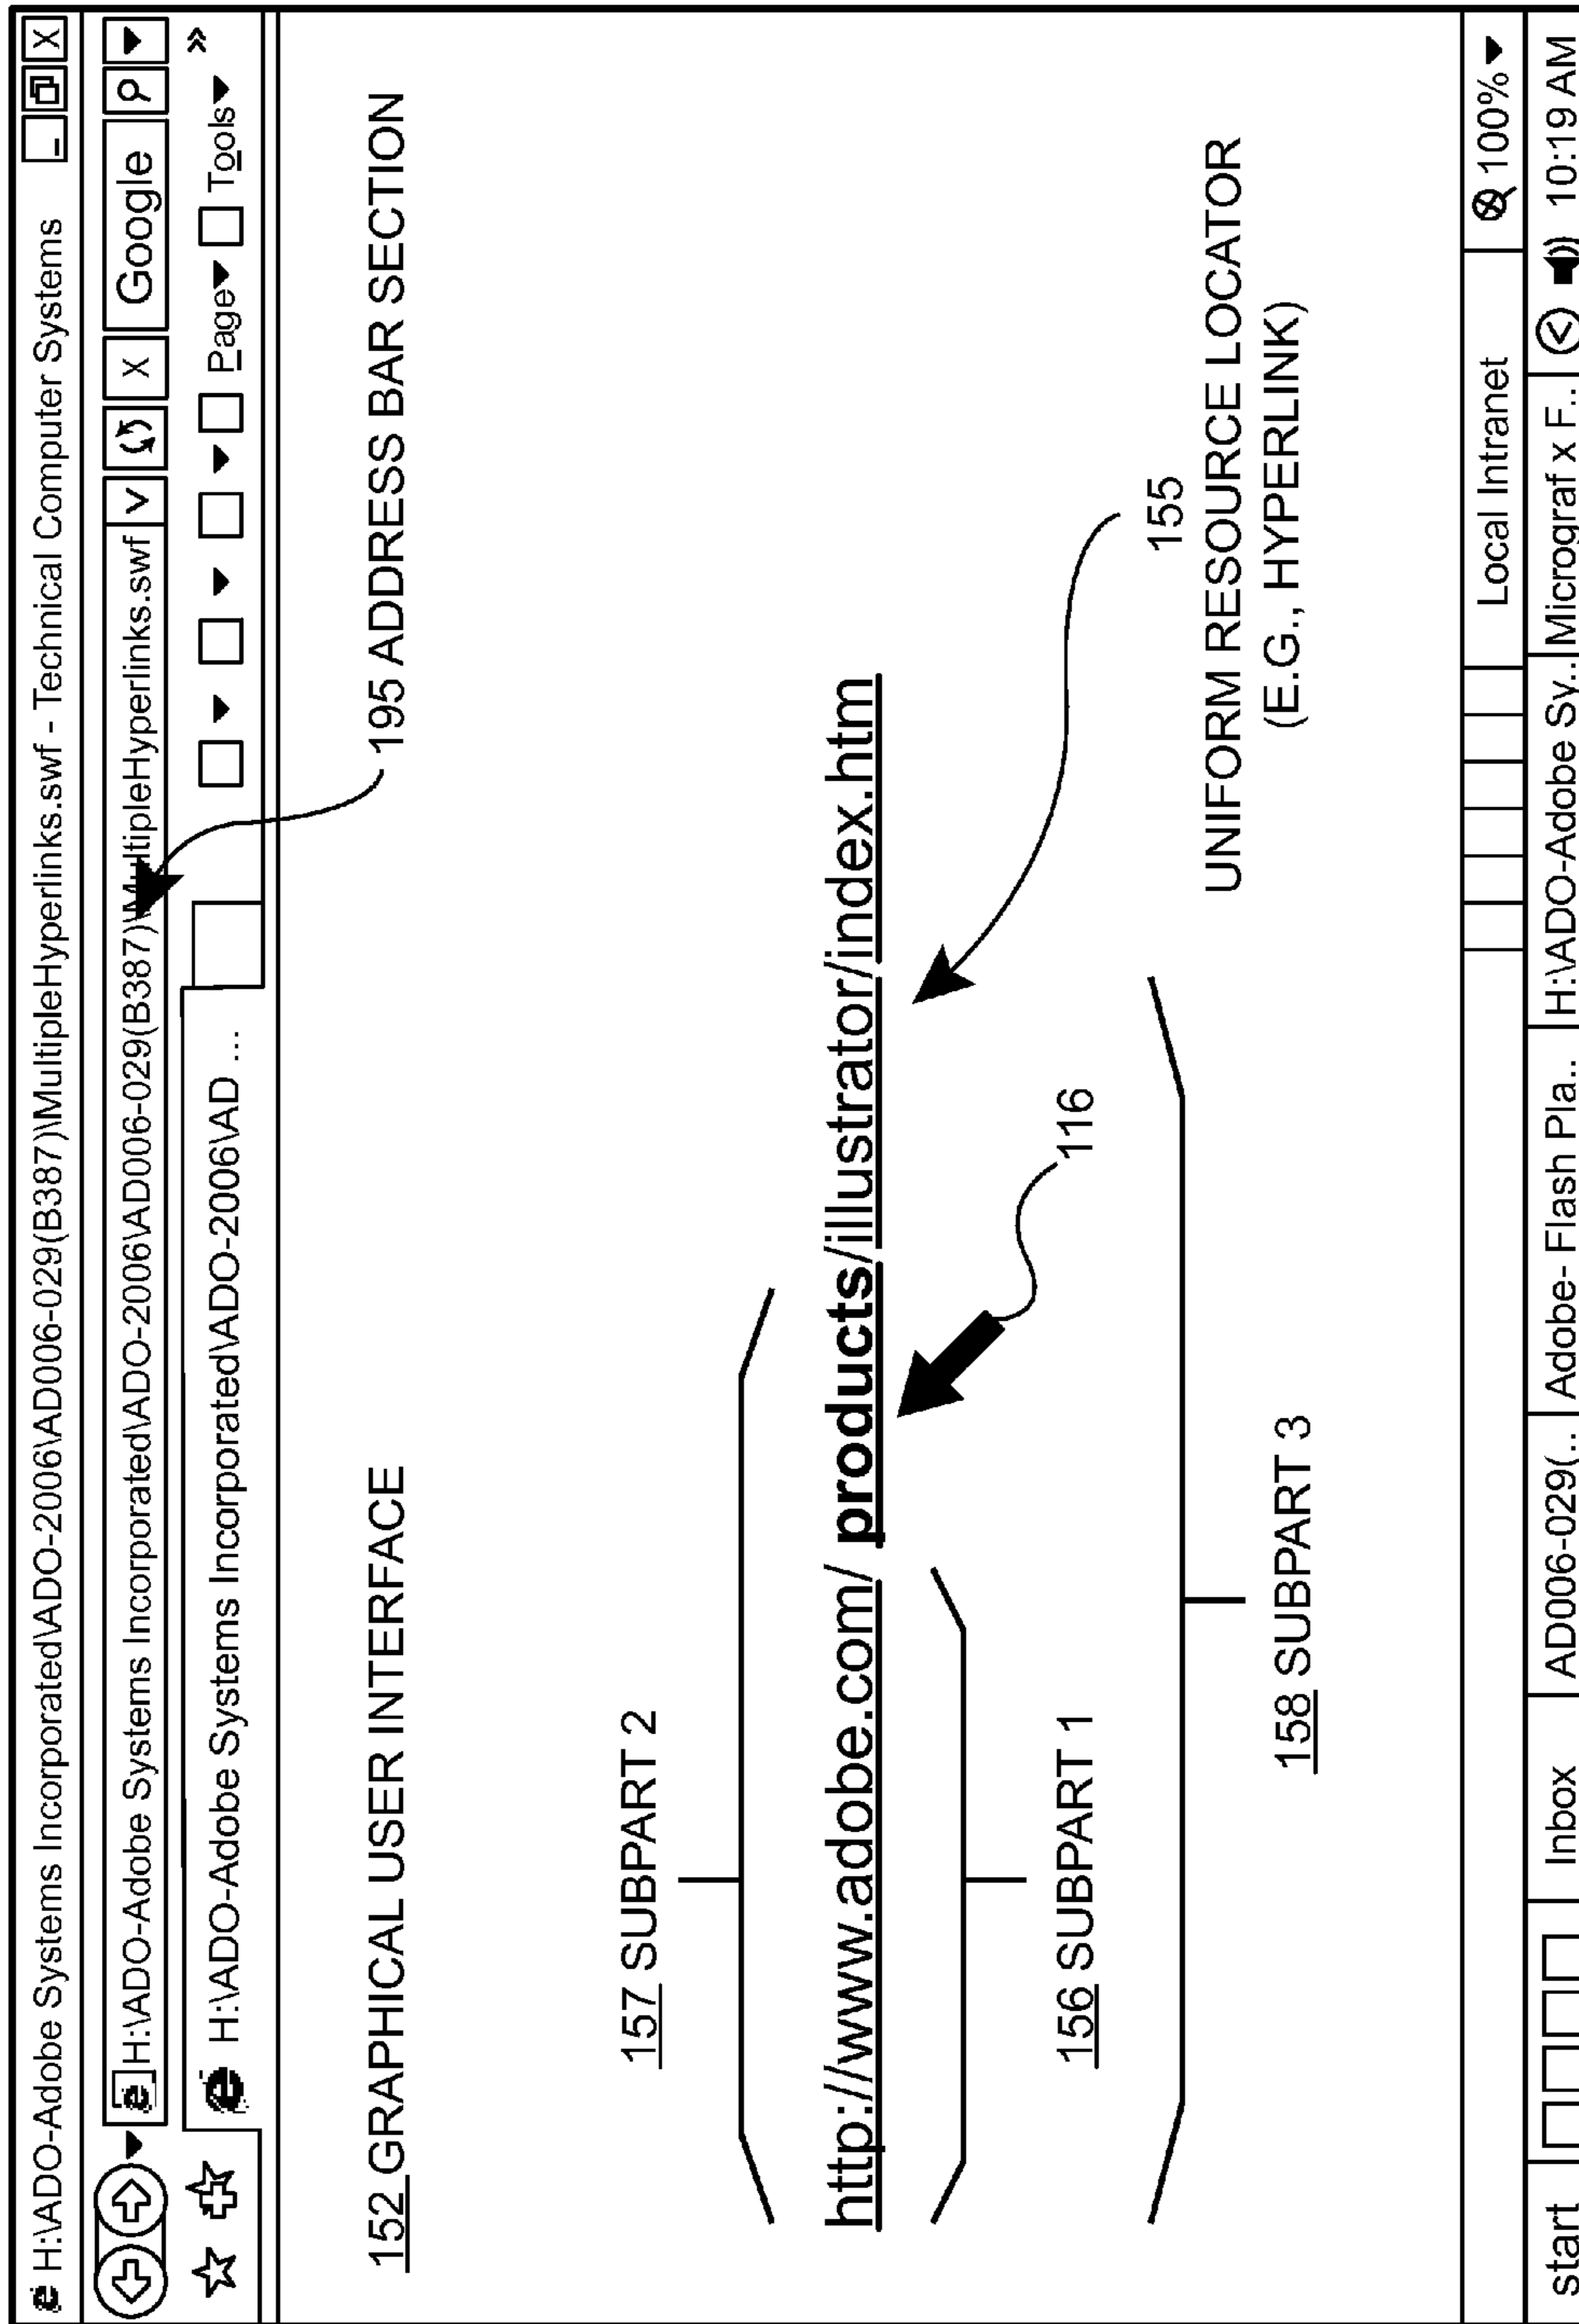 H:\ADO-Adobe Systems Incorporated\ADO-2006\AD006-029(B387)\MultipleHyperlinks.swf - Technical Computer Systems _ X
H:\ADO-Adobe Systems Incorporated\ADO-2006\AD006-029(B387)\MultipleHyperlinks.swf V X Google
H:\ADO-Adobe Systems Incorporated\ADO-2006\AD ... Page Tools »
152 GRAPHICAL USER INTERFACE
195 ADDRESS BAR SECTION
157 SUBPART 2
http://www.adobe.com/ products/illustrator/index.htm
156 SUBPART 1
116
155
UNIFORM RESOURCE LOCATOR
(E.G., HYPERLINK)
158 SUBPART 3
Local Intranet 100%
start Inbox AD006-029(... Adobe- Flash Pla.. H:\ADO-Adobe Sy.. Micrograf x F.. < 10:19 AM